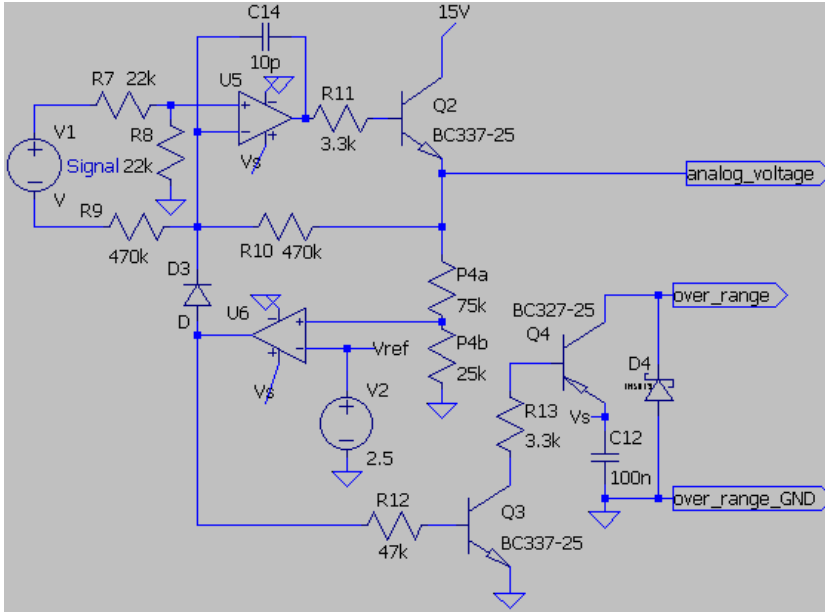 C14
10p
15V
R7 22k
U5
R11
3.3k
Q2
BC337-25
V1
Signal
V
R8
22k
Vs
analog_voltage
R9
470k
R10 470k
D3
D
U6
P4a
75k
BC327-25
Q4
over_range
Vref
P4b
25k
Vs
V2
2.5
R13
3.3k
Vs
D4
C12
100n
over_range_GND
R12
47k
Q3
BC337-25